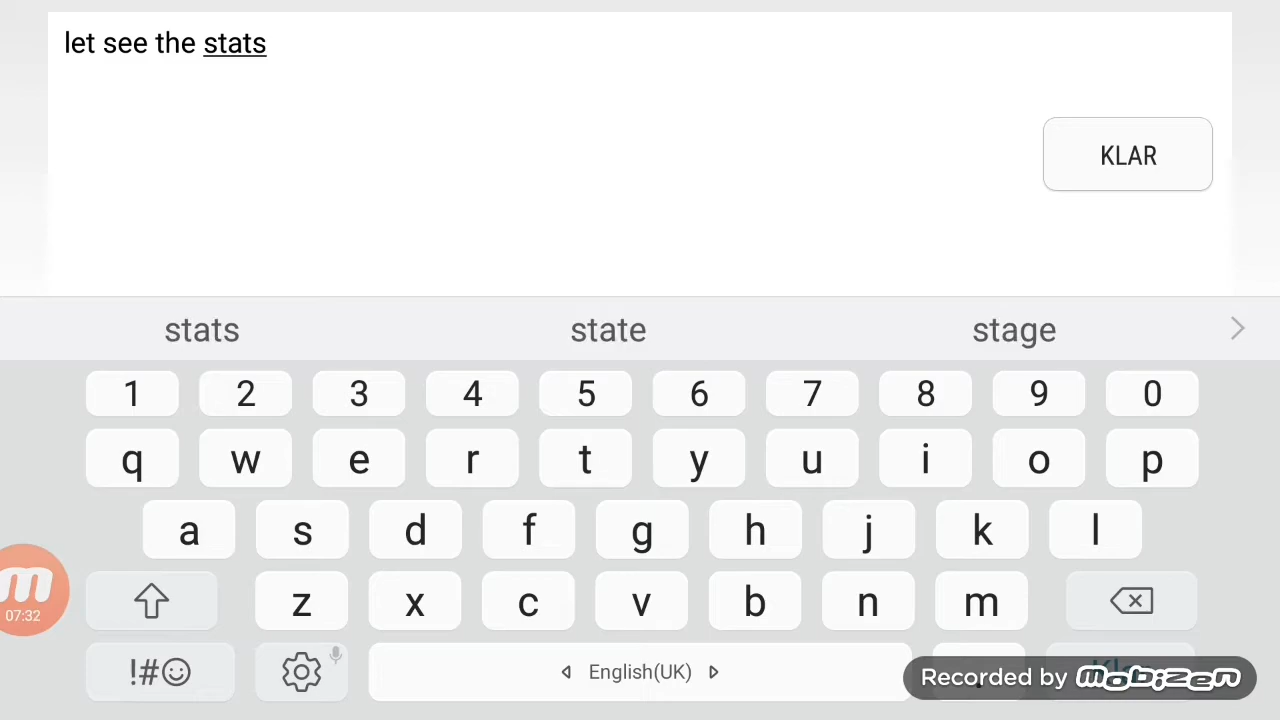 let see the stats
KLAR
stats state stage
1 2 3 4 5 6 7 8 9 0
q w e r t y u i o p
a s d f g h j k l
z x c v b n m
07:32
!#☺ English(UK)
Recorded by mobizen